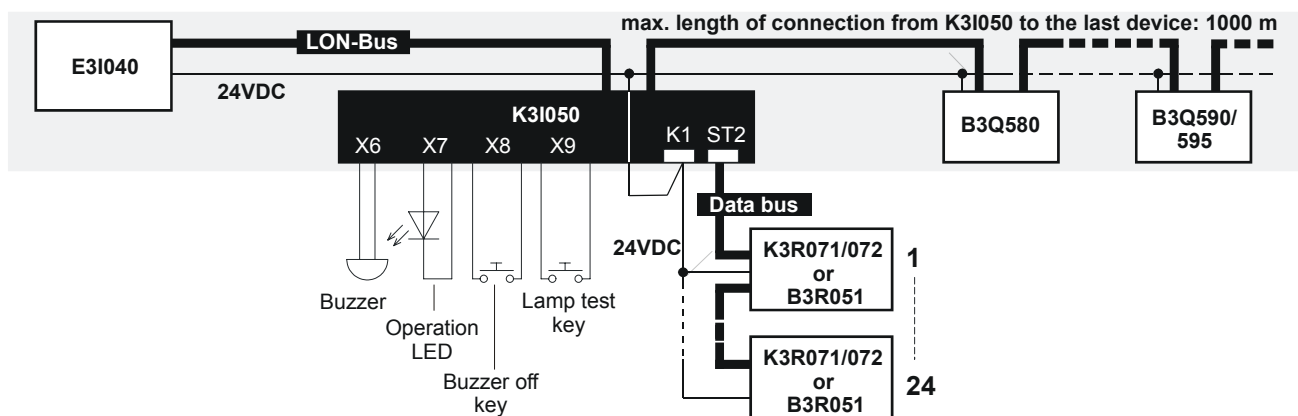 max. length of connection from K3I050 to the last device: 1000 m
E3I040
LON-Bus
24VDC
K3I050
B3Q580
B3Q590/
595
X6
X7
X8
X9
K1
ST2
Data bus
24VDC
K3R071/072
or
B3R051
1
Buzzer
Operation
LED
Buzzer off
key
Lamp test
key
K3R071/072
or
B3R051
24